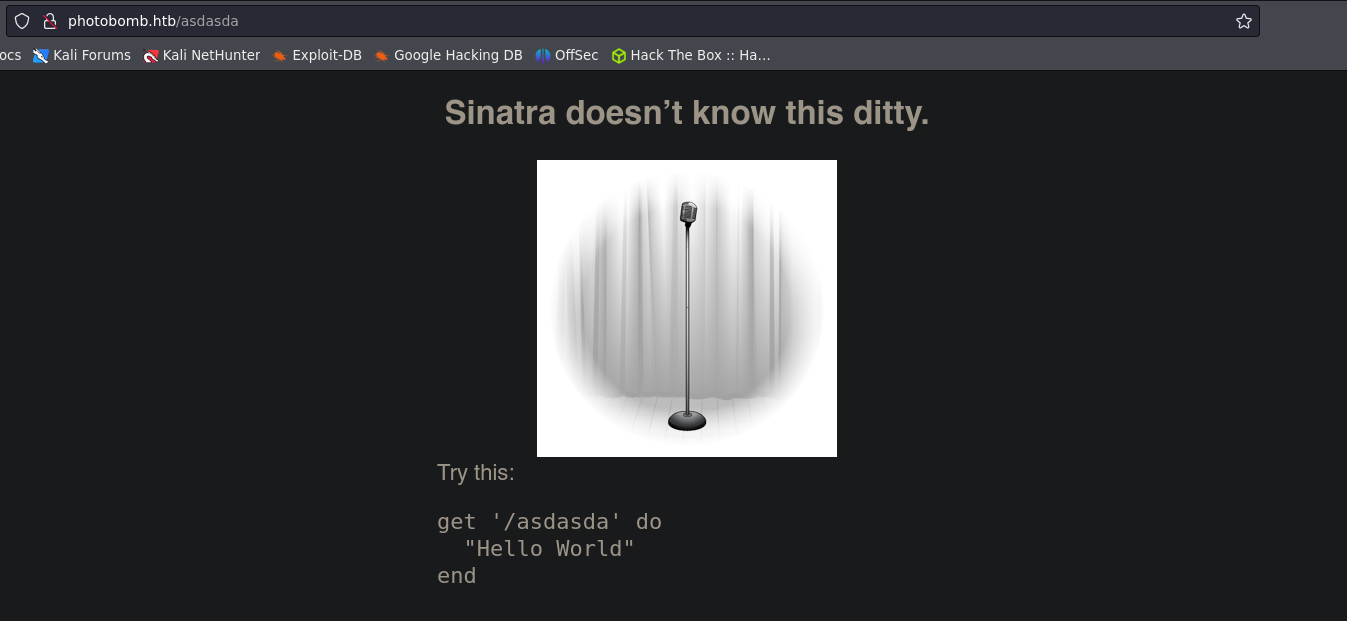 photobomb.htb/asdasda
ocs Kali Forums Kali NetHunter Exploit-DB Google Hacking DB OffSec Hack The Box :: Ha...
Sinatra doesn’t know this ditty.
Try this:
get '/asdasda' do
  "Hello World"
end